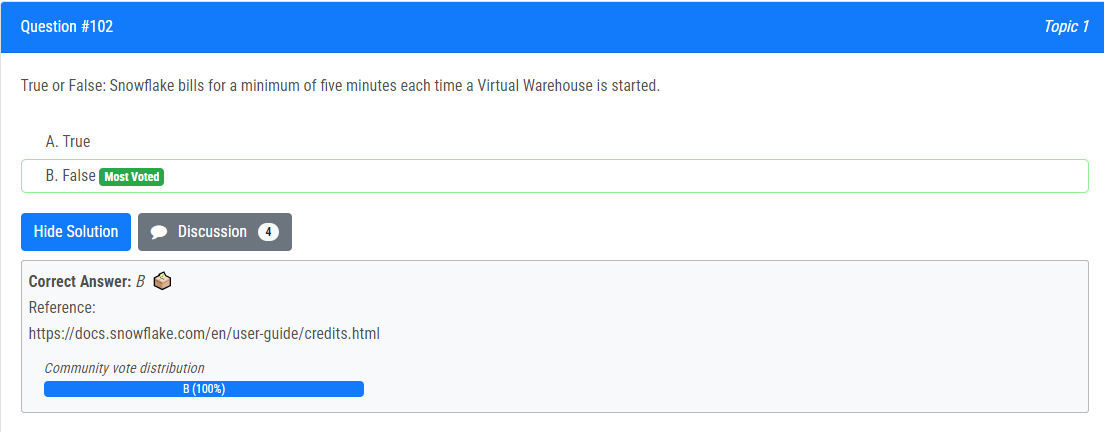 Question #102
Topic 1
True or False: Snowflake bills for a minimum of five minutes each time a Virtual Warehouse is started.
A. True
B. False Most Voted
Hide Solution
Discussion 4
Correct Answer: B
Reference:
https://docs.snowflake.com/en/user-guide/credits.html
Community vote distribution
B (100%)